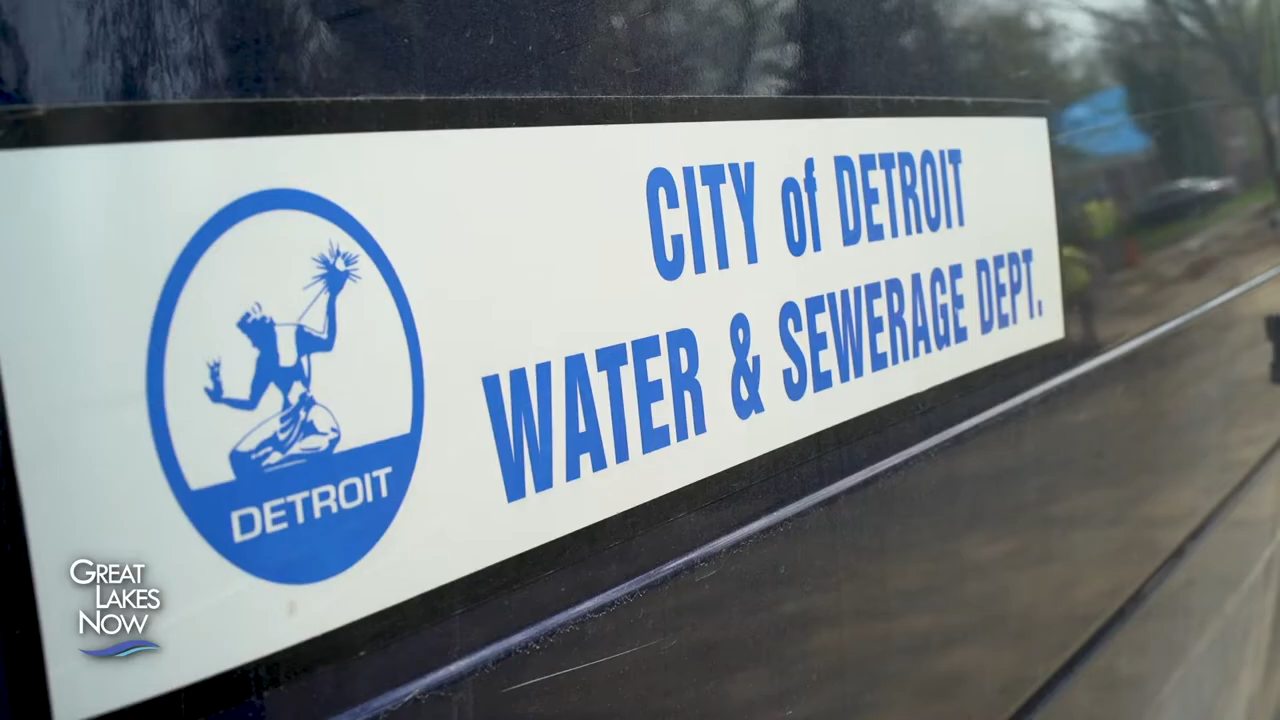 CITY of DETROIT
WATER & SEWERAGE DEPT.
DETROIT
GREAT
LAKES
NOW